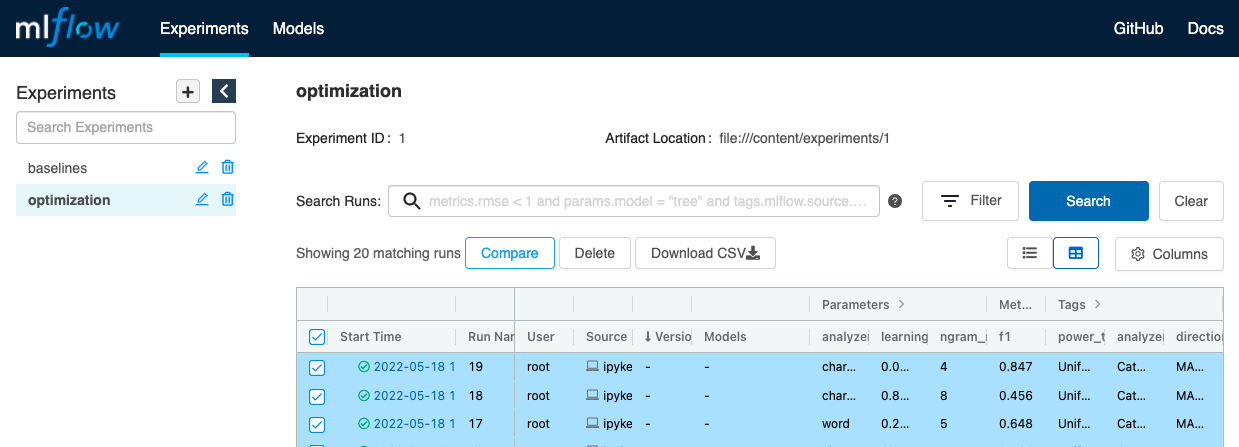 mlflow Experiments Models GitHub Docs
Experiments
Search Experiments
baselines
optimization
optimization
Experiment ID : 1 Artifact Location : file:///content/experiments/1
Search Runs: metrics.rmse < 1 and params.model = "tree" and tags.mlflow.source.... ? Filter Search Clear
Showing 20 matching runs Compare Delete Download CSV Columns
Parameters > Met... Tags >
Start Time Run Nar User Source ↓ Versio Models analyze learning ngram_r f1 power_t analyze direction
2022-05-18 1 19 root ipyke - - char... 0.0... 4 0.847 Unif... Cat... MA...
2022-05-18 1 18 root ipyke - - char... 0.8... 8 0.456 Unif... Cat... MA...
2022-05-18 1 17 root ipyke - - word 0.2... 5 0.648 Unif... Cat... MA...